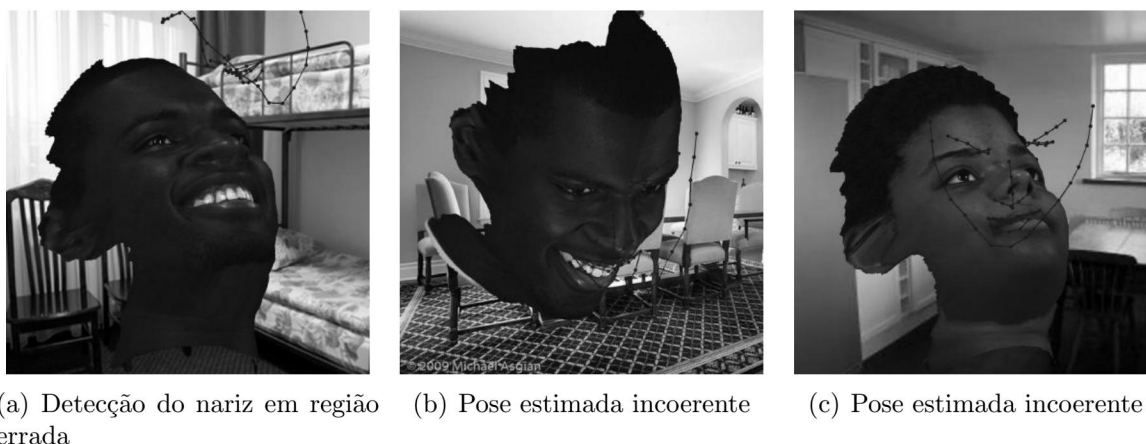 © 2009 Michael Asgian
(a) Detecção do nariz em região
errada
(b) Pose estimada incoerente
(c) Pose estimada incoerente